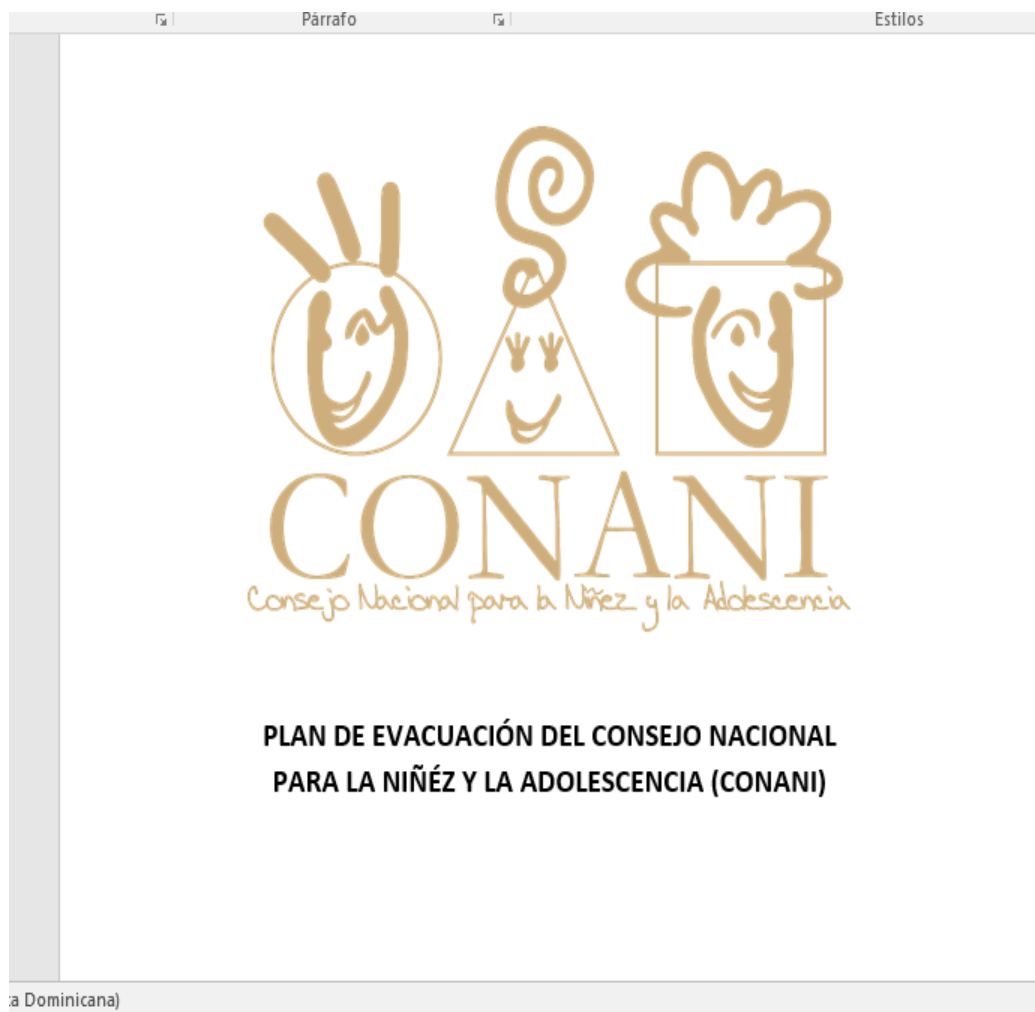 Párrafo Estilos
CONANI
Consejo Nacional para la Niñez y la Adolescencia
PLAN DE EVACUACIÓN DEL CONSEJO NACIONAL
PARA LA NIÑÉZ Y LA ADOLESCENCIA (CONANI)
Dominicana)